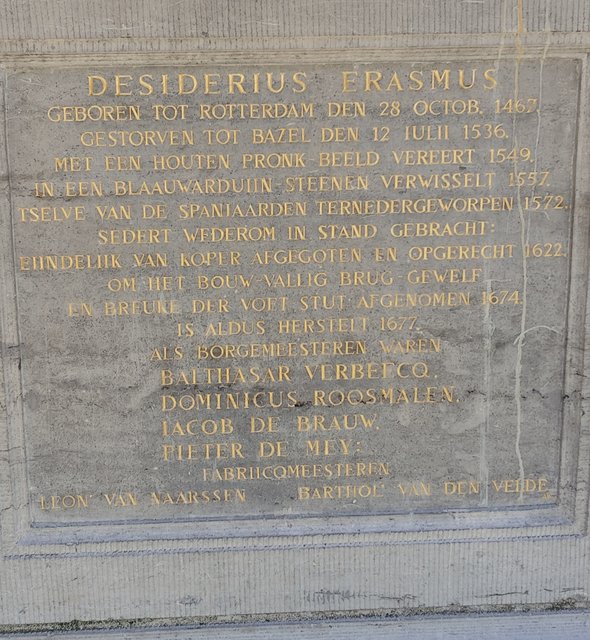 DESIDERIUS ERASMUS
GEBOREN TOT ROTTERDAM DEN 28 OCTOB. 1467.
GESTORVEN TOT BAZEL DEN 12 IULII 1536.
MET EEN HOUTEN PRONK-BEELD VEREERT 1549.
IN EEN BLAAUWARDUIIN-STEENEN VERWISSELT 1557.
TSELVE VAN DE SPANIAARDEN TERNEDERGEWORPEN 1572.
SEDERT WEDEROM IN STAND GEBRACHT:
EIINDELIIK VAN KOPER AFGEGOTEN EN OPGERECHT 1622.
OM HET BOUW-VALLIG BRUG-GEWELF
EN BREUKE DER VOET STUT AFGENOMEN 1674.
IS ALDUS HERSTELT 1677.
ALS BORGEMEESTEREN WAREN
BALTHASAR VERBEECQ.
DOMINICUS ROOSMALEN.
IACOB DE BRAUW.
PIETER DE MEY:
FABRIICQMEESTEREN
LEON' VAN NAARSSEN BARTHOL' VAN DEN VELDE